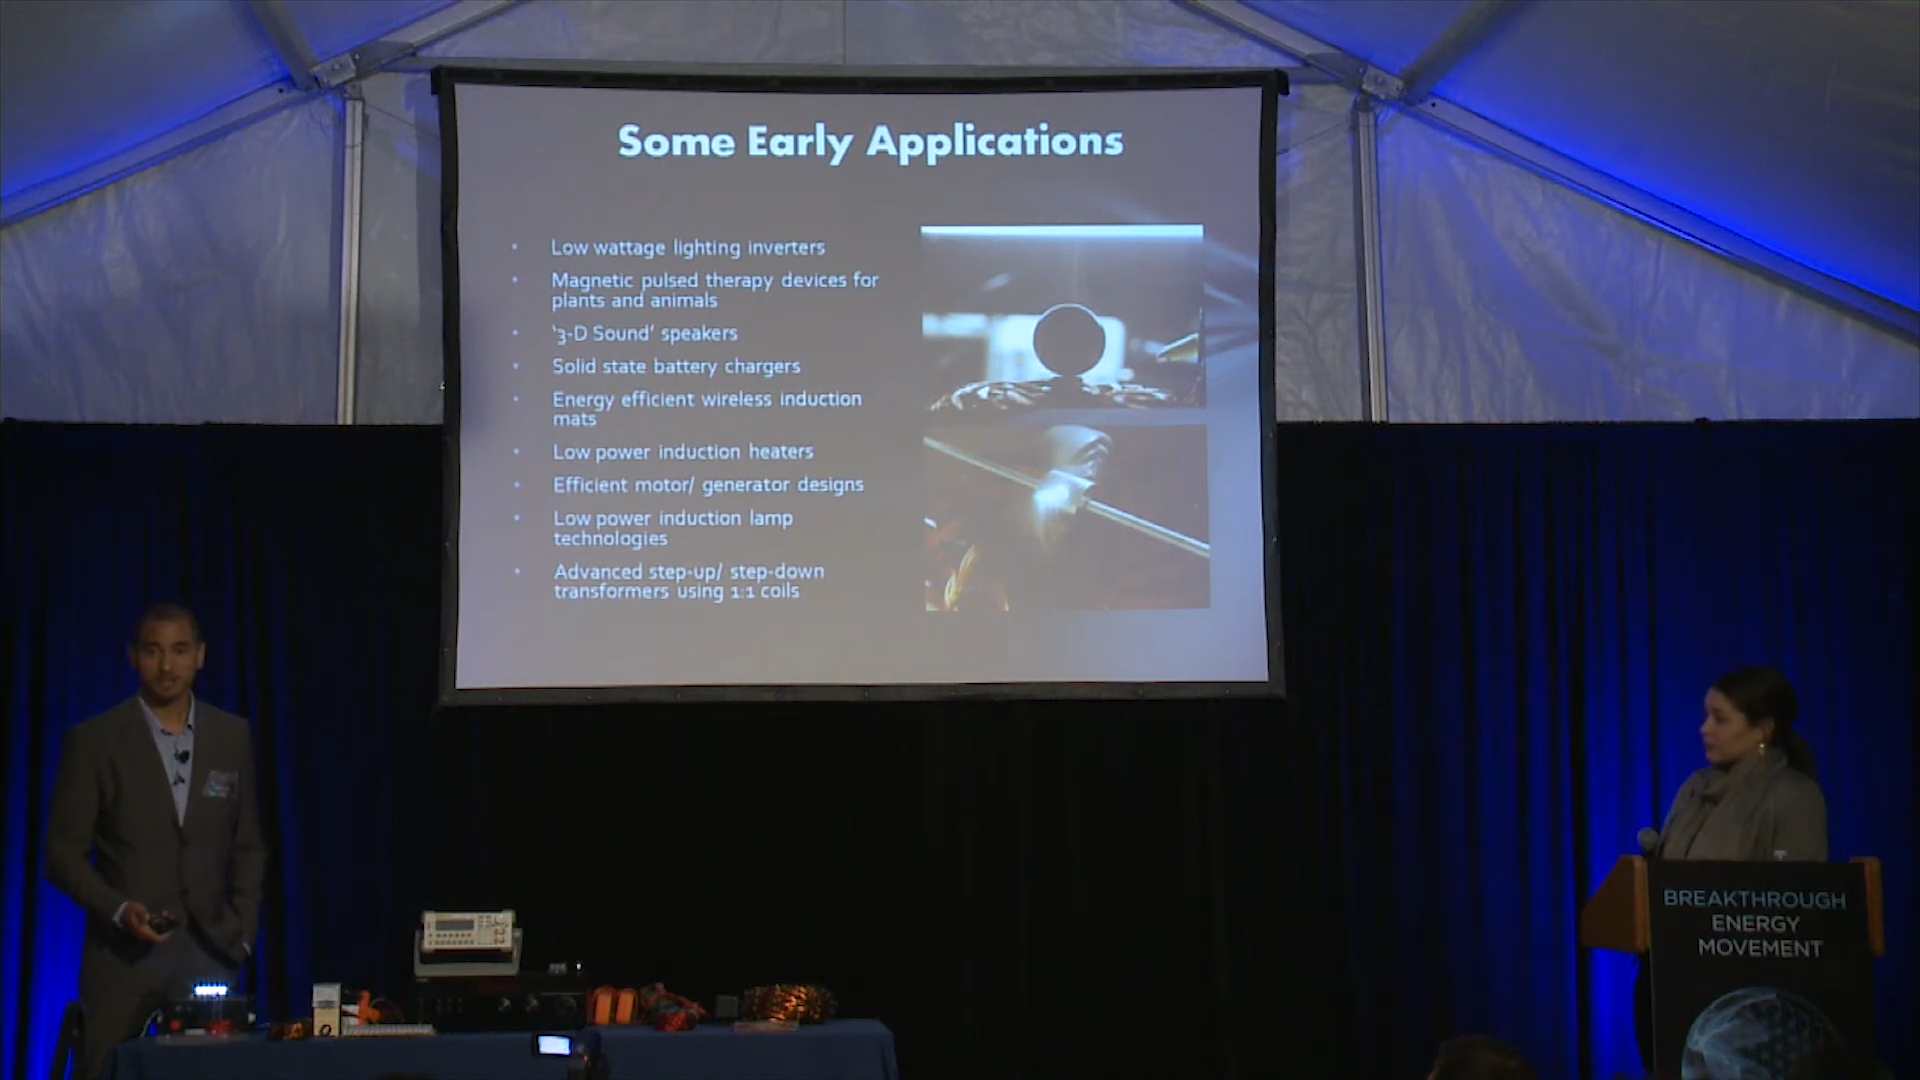 Some Early Applications
• Low wattage lighting inverters
• Magnetic pulsed therapy devices for
plants and animals
• '3-D Sound' speakers
• Solid state battery chargers
• Energy efficient wireless induction
mats
• Low power induction heaters
• Efficient motor/ generator designs
• Low power induction lamp
technologies
• Advanced step-up/ step-down
transformers using 1:1 coils
BREAKTHROUGH
ENERGY
MOVEMENT